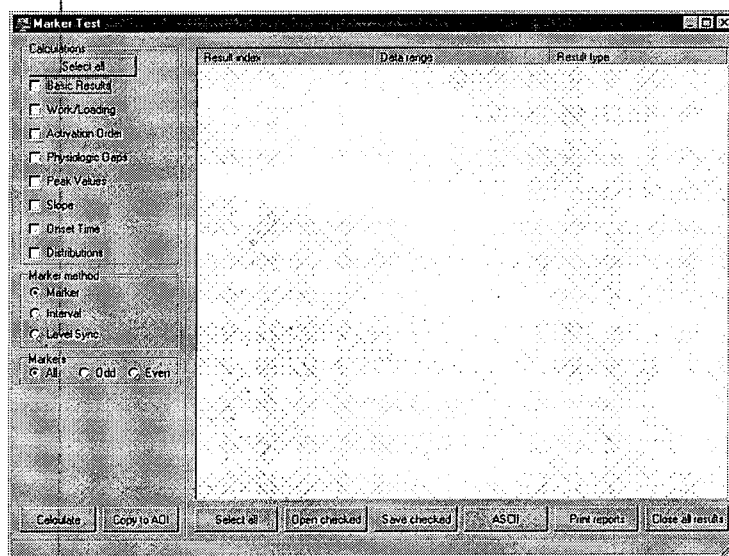 Marker Test
Calculations
Select all
Basic Results
Work/Loading
Activation Order
Physiologic Gaps
Peak Values
Slope
Onset Time
Distributions
Marker method
Marker
Interval
Level Sync
Markers
All Odd Even
Calculate Copy to AOI
Result index Data range Result type
Select all Open checked Save checked ASCII Print reports Close all results